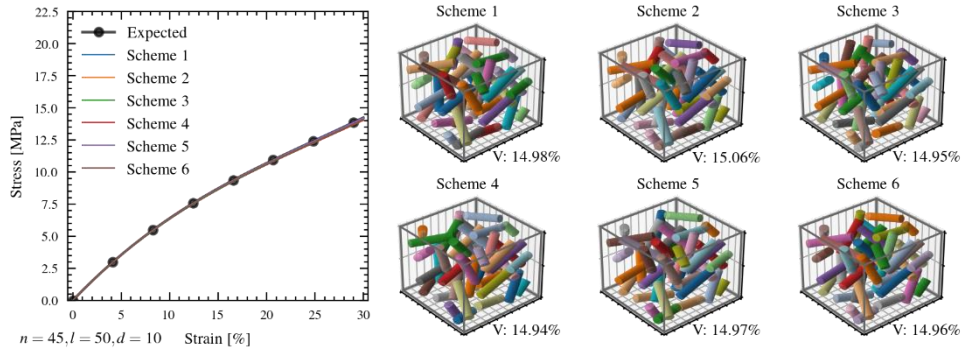 22.5
20.0
17.5
15.0
12.5
10.0
7.5
5.0
2.5
0.0
Stress [MPa]
Expected
Scheme 1
Scheme 2
Scheme 3
Scheme 4
Scheme 5
Scheme 6
0 5 10 15 20 25 30
n = 45, l = 50, d = 10 Strain [%]
Scheme 1
V: 14.98%
Scheme 2
V: 15.06%
Scheme 3
V: 14.95%
Scheme 4
V: 14.94%
Scheme 5
V: 14.97%
Scheme 6
V: 14.96%